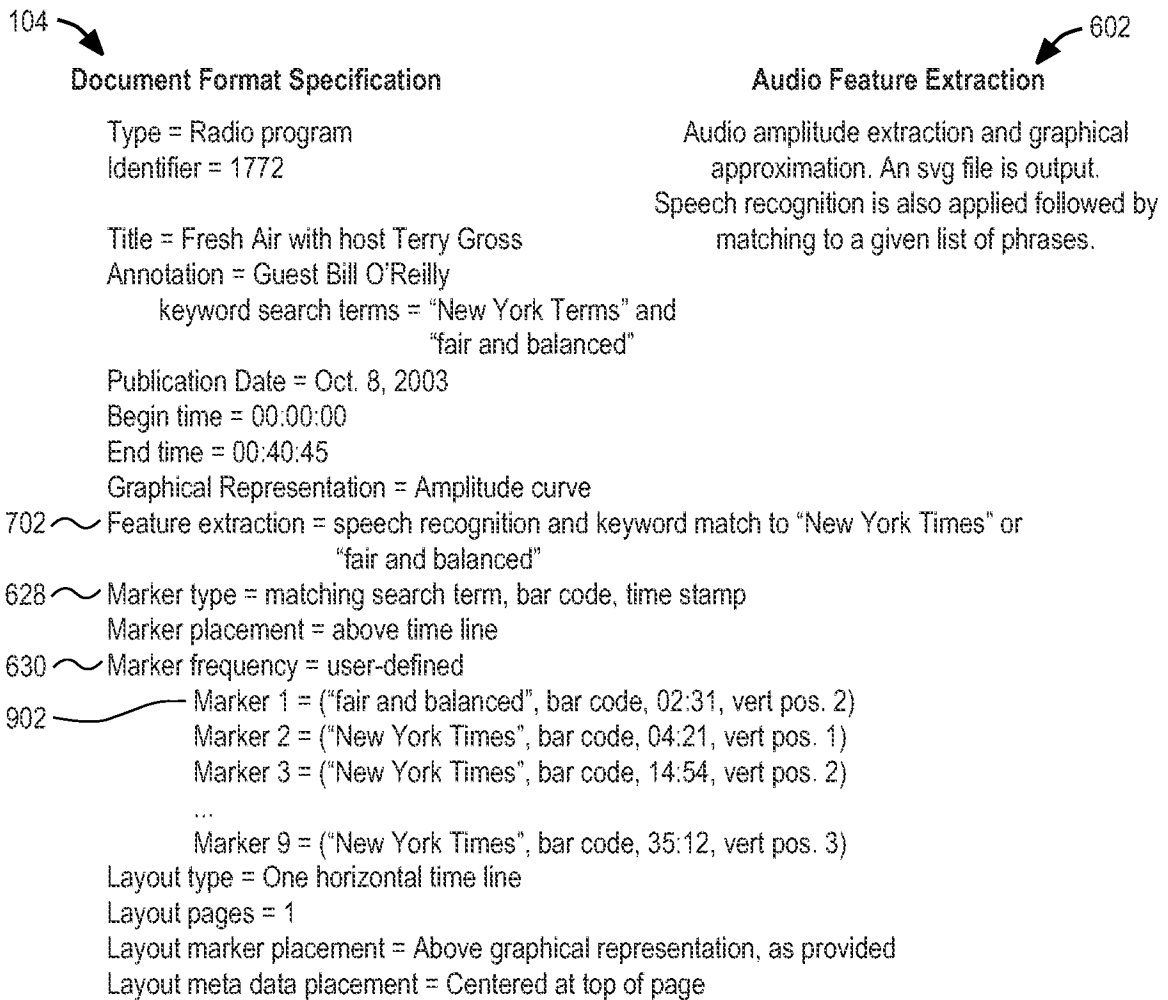 104
602
Document Format Specification
Audio Feature Extraction
Type = Radio program
Identifier = 1772
Audio amplitude extraction and graphical
approximation. An svg file is output.
Speech recognition is also applied followed by
matching to a given list of phrases.
Title = Fresh Air with host Terry Gross
Annotation = Guest Bill O'Reilly
keyword search terms = “New York Terms” and
“fair and balanced”
Publication Date = Oct. 8, 2003
Begin time = 00:00:00
End time = 00:40:45
Graphical Representation = Amplitude curve
702 Feature extraction = speech recognition and keyword match to “New York Times” or
“fair and balanced”
628 Marker type = matching search term, bar code, time stamp
Marker placement = above time line
630 Marker frequency = user-defined
902 Marker 1 = (“fair and balanced”, bar code, 02:31, vert pos. 2)
Marker 2 = (“New York Times”, bar code, 04:21, vert pos. 1)
Marker 3 = (“New York Times”, bar code, 14:54, vert pos. 2)
...
Marker 9 = (“New York Times”, bar code, 35:12, vert pos. 3)
Layout type = One horizontal time line
Layout pages = 1
Layout marker placement = Above graphical representation, as provided
Layout meta data placement = Centered at top of page